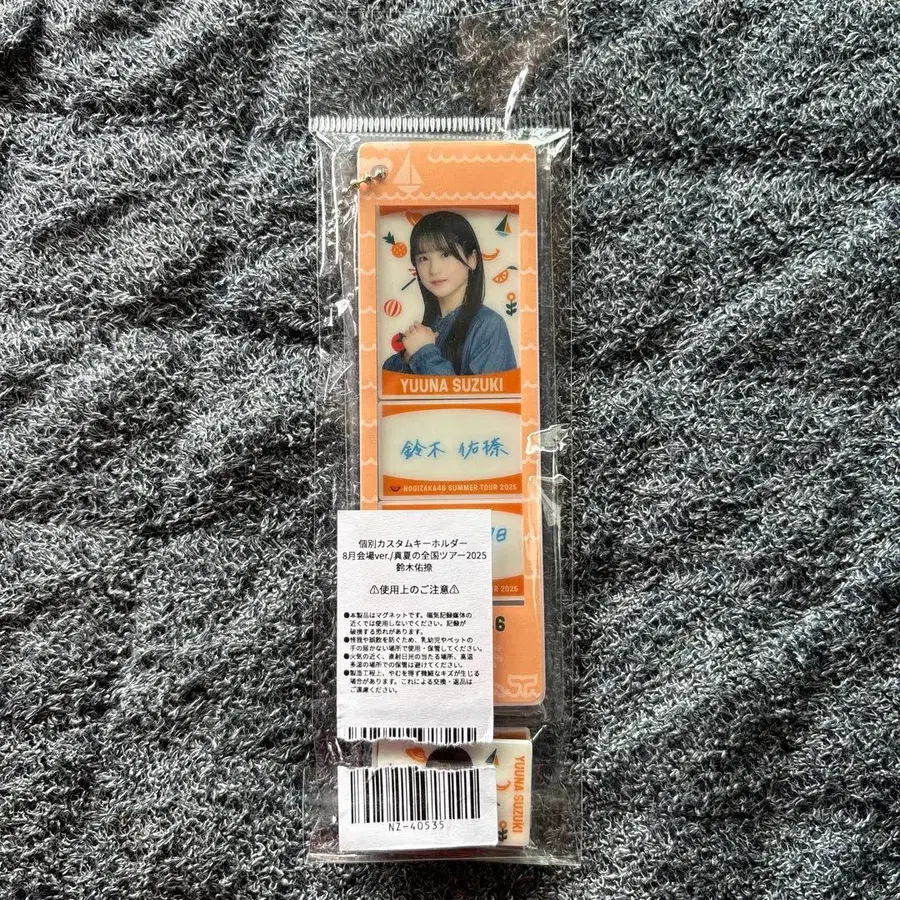 YUUNA SUZUKI
鈴木 佑捺
NOGIZAKA46 SUMMER TOUR 2025
日
R 2025
6
個別カスタムキーホルダー
8月会場ver./真夏の全国ツアー2025
鈴木佑捺
⚠使用上のご注意⚠
●本製品はマグネットです。磁気記録媒体の
近くでは使用しないでください。記録が
破損する恐れがあります。
●怪我や誤飲を防ぐため、乳幼児やペットの
手の届かない場所で使用・保管してください。
●火気の近く、直射日光の当たる場所、高温
多湿の場所での保管は避けてください。
●製造工程上、やむを得ず微細なキズが生じる
場合があります。これによる交換・返品は
ご遠慮ください。
YUUNA SUZUKI
NZ-40535